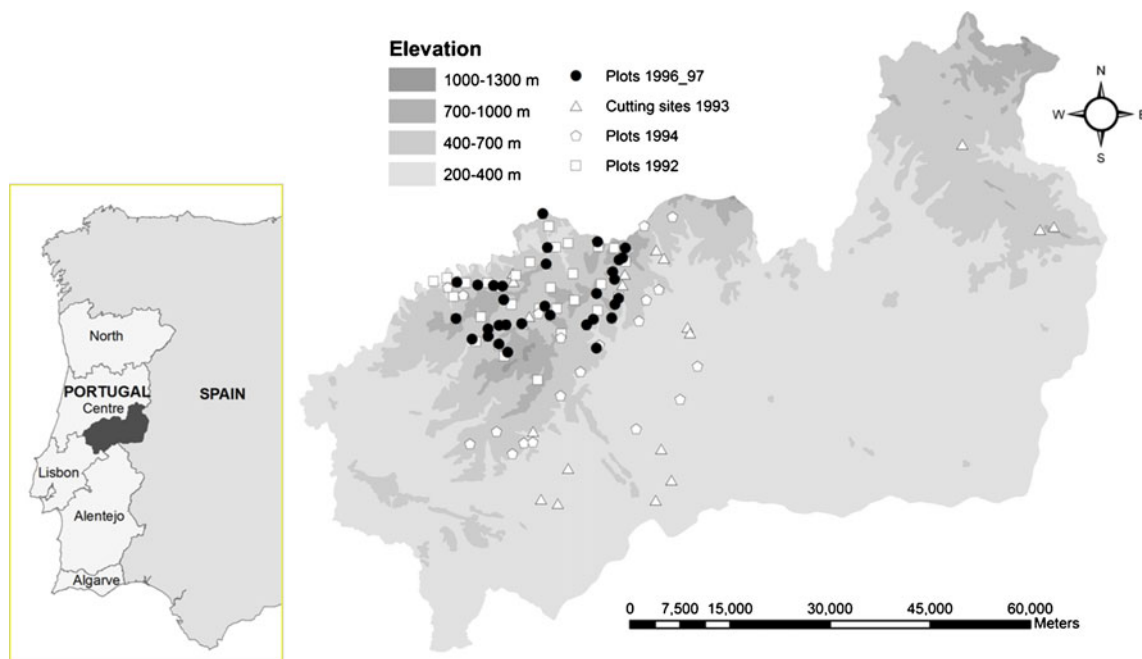 Elevation
1000-1300 m
700-1000 m
400-700 m
200-400 m
Plots 1996_97
Cutting sites 1993
Plots 1994
Plots 1992
N
W
E
S
North
PORTUGAL
Centre
SPAIN
Lisbon
Alentejo
Algarve
0 7,500 15,000 30,000 45,000 60,000
Meters